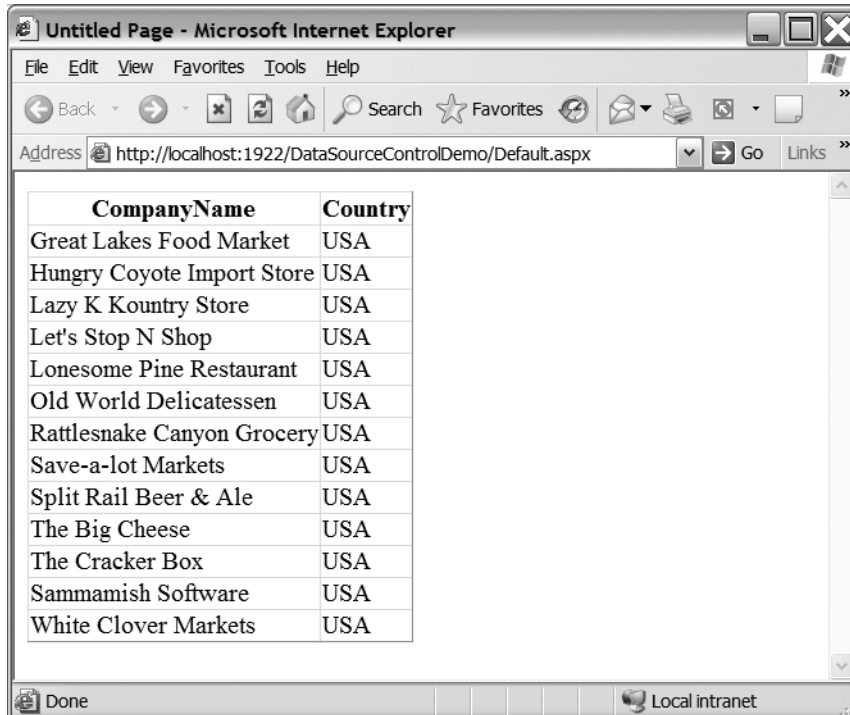 Untitled Page - Microsoft Internet Explorer
File Edit View Favorites Tools Help
Back Search Favorites »
Address http://localhost:1922/DataSourceControlDemo/Default.aspx Go Links »
CompanyName Country
Great Lakes Food Market USA
Hungry Coyote Import Store USA
Lazy K Kountry Store USA
Let's Stop N Shop USA
Lonesome Pine Restaurant USA
Old World Delicatessen USA
Rattlesnake Canyon Grocery USA
Save-a-lot Markets USA
Split Rail Beer & Ale USA
The Big Cheese USA
The Cracker Box USA
Sammamish Software USA
White Clover Markets USA
Done Local intranet